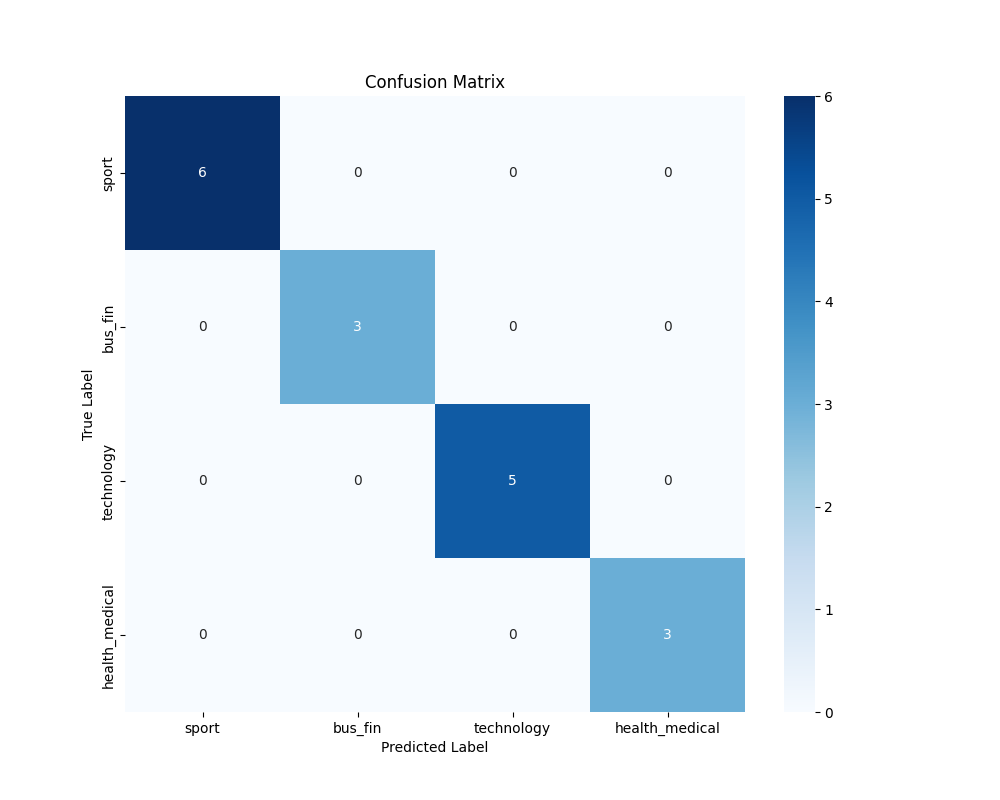 Confusion Matrix
True Label
sport
6 0 0 0
bus_fin
0 3 0 0
technology
0 0 5 0
health_medical
0 0 0 3
sport bus_fin technology health_medical
Predicted Label
6
5
4
3
2
1
0